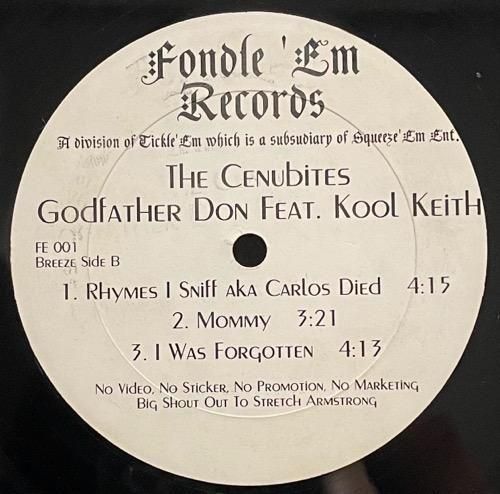 Fondle 'Em
Records
A division of Tickle'Em which is a subsudiary of Squeeze'Em Ent.
The Cenubites
Godfather Don Feat. Kool Keith
FE 001
Breeze Side B
1. Rhymes I Sniff aka Carlos Died 4:15
2. Mommy 3:21
3. I Was Forgotten 4:13
No Video, No Sticker, No Promotion, No Marketing
Big Shout Out To Stretch Armstrong